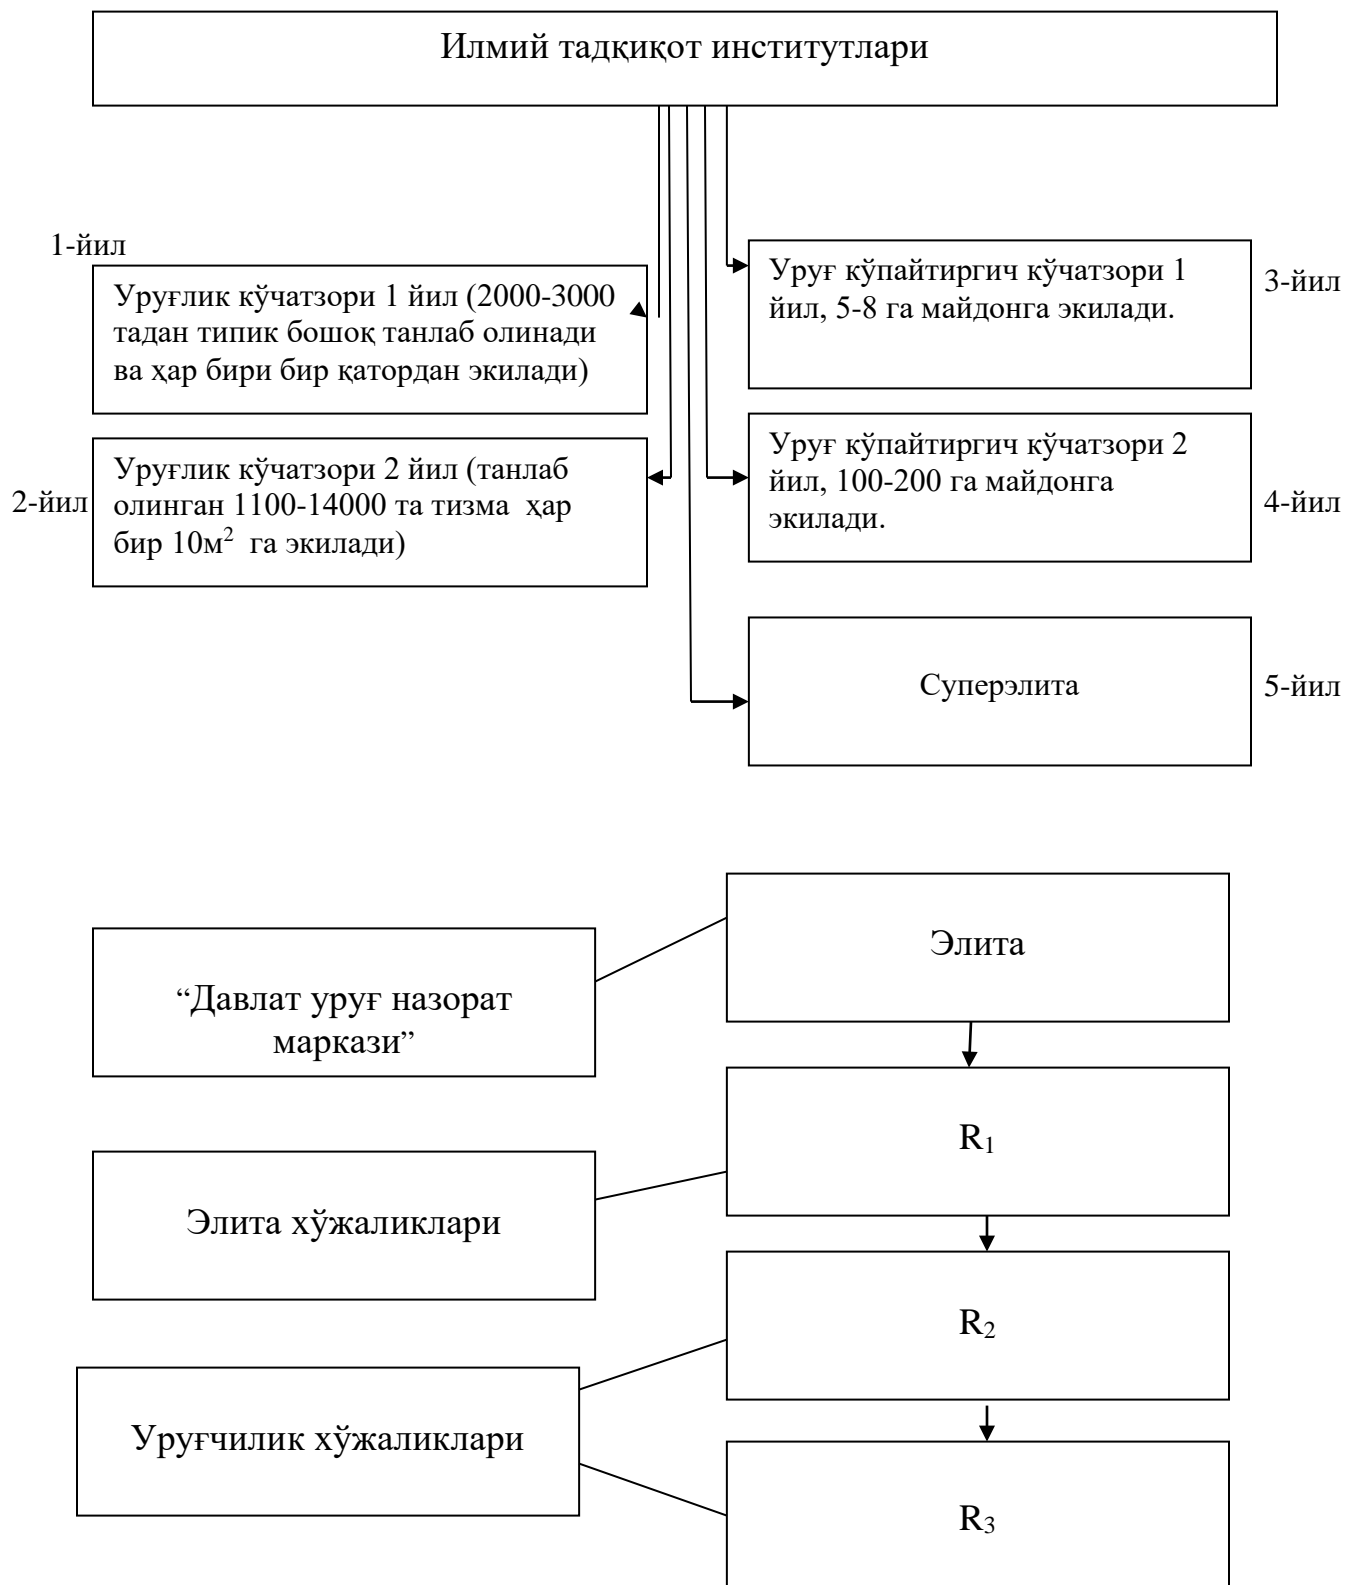 Илмий тадқиқот институтлари
1-йил
Уруғлик кўчатзори 1 йил (2000-3000
тадан типик бошоқ танлаб олинади
ва ҳар бири бир қатордан экилади)
Уруғ кўпайтиргич кўчатзори 1
йил, 5-8 га майдонга экилади.
3-йил
2-йил
Уруғлик кўчатзори 2 йил (танлаб
олинган 1100-14000 та тизма ҳар
бир 10м² га экилади)
Уруғ кўпайтиргич кўчатзори 2
йил, 100-200 га майдонга
экилади.
4-йил
Суперэлита
5-йил
Элита
“Давлат уруғ назорат
маркази”
R₁
Элита хўжаликлари
R₂
Уруғчилик хўжаликлари
R₃